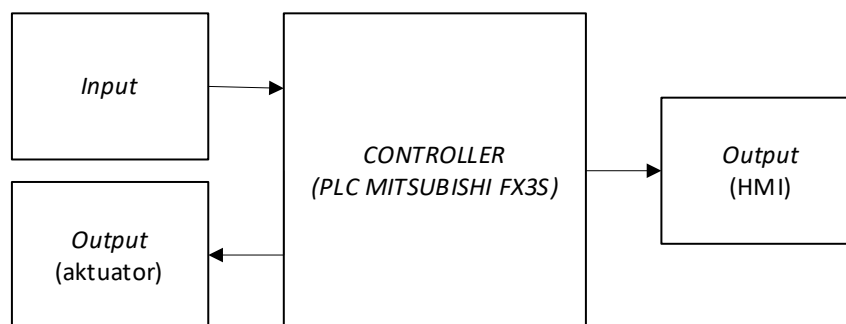 Input
CONTROLLER
(PLC MITSUBISHI FX3S)
Output
(HMI)
Output
(aktuator)